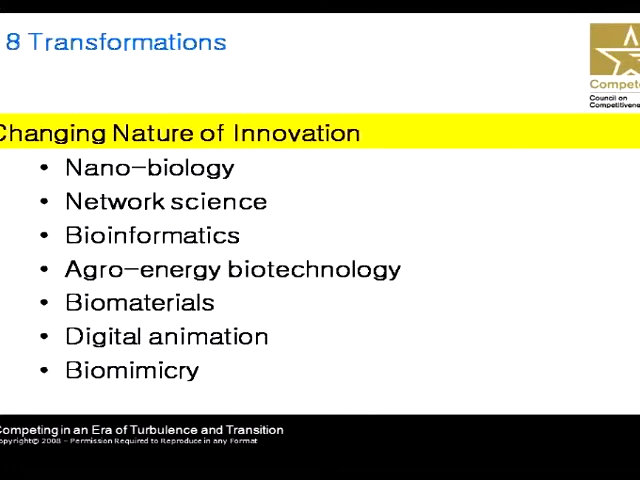 8 Transformations
Compete
Council on
Competitivene
Changing Nature of Innovation
• Nano-biology
• Network science
• Bioinformatics
• Agro-energy biotechnology
• Biomaterials
• Digital animation
• Biomimicry
Competing in an Era of Turbulence and Transition
Copyright© 2008 - Permission Required to Reproduce in any Format